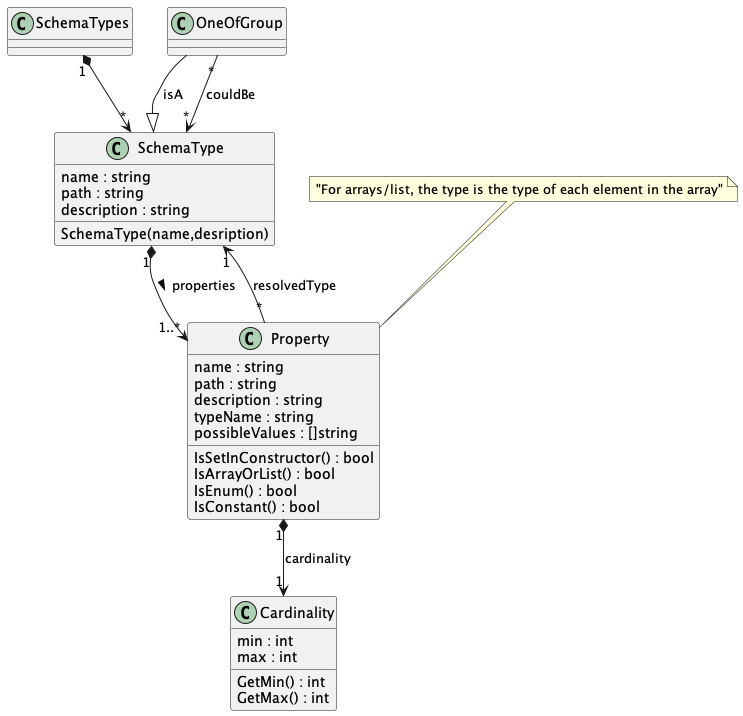 C SchemaTypes
C OneOfGroup
1
*
isA
*
couldBe
*
C SchemaType
name : string
path : string
description : string
SchemaType(name,desription)
"For arrays/list, the type is the type of each element in the array"
1
properties
1..*
1
resolvedType
*
C Property
name : string
path : string
description : string
typeName : string
possibleValues : []string
IsSetInConstructor() : bool
IsArrayOrList() : bool
IsEnum() : bool
IsConstant() : bool
1
cardinality
1
C Cardinality
min : int
max : int
GetMin() : int
GetMax() : int